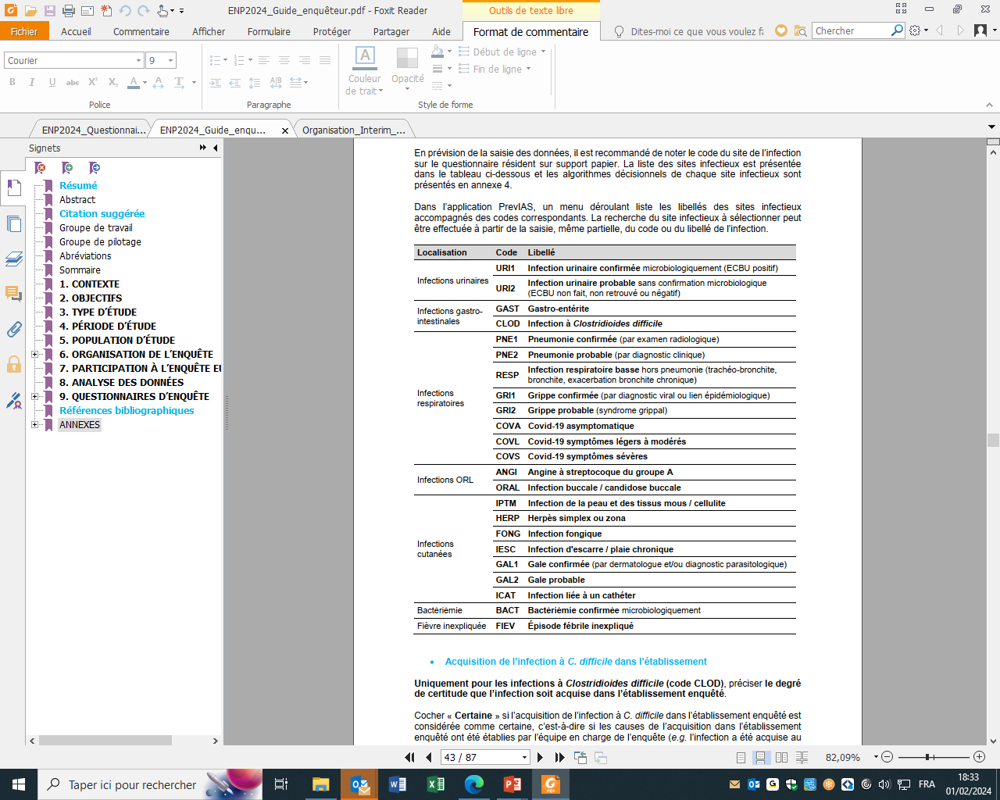 ENP2024_Guide_enquêteur.pdf - Foxit Reader
Outils de texte libre
Fichier
Accueil
Commentaire
Afficher
Formulaire
Protéger
Partager
Aide
Format de commentaire
Dites-moi ce que vous voulez fa
Chercher
Courier
9
Police
Paragraphe
Couleur de trait
Opacité
Début de ligne
Fin de ligne
Style de forme
ENP2024_Questionnai...
ENP2024_Guide_enqu...
Organisation_Interim_...
Signets
Résumé
Abstract
Citation suggérée
Groupe de travail
Groupe de pilotage
Abréviations
Sommaire
1. CONTEXTE
2. OBJECTIFS
3. TYPE D'ÉTUDE
4. PÉRIODE D'ÉTUDE
5. POPULATION D'ÉTUDE
6. ORGANISATION DE L'ENQUÊTE
7. PARTICIPATION À L'ENQUÊTE EU
8. ANALYSE DES DONNÉES
9. QUESTIONNAIRES D'ENQUÊTE
Références bibliographiques
ANNEXES
En prévision de la saisie des données, il est recommandé de noter le code du site de l'infection
sur le questionnaire résident sur support papier. La liste des sites infectieux est présentée
dans le tableau ci-dessous et les algorithmes décisionnels de chaque site infectieux sont
présentés en annexe 4.
Dans l'application PrevIAS, un menu déroulant liste les libellés des sites infectieux
accompagnés des codes correspondants. La recherche du site infectieux à sélectionner peut
être effectuée à partir de la saisie, même partielle, du code ou du libellé de l'infection.
Localisation Code Libellé
Infections urinaires
URI1 Infection urinaire confirmée microbiologiquement (ECBU positif)
URI2 Infection urinaire probable sans confirmation microbiologique
(ECBU non fait, non retrouvé ou négatif)
Infections gastro-
intestinales
GAST Gastro-entérite
CLOD Infection à Clostridioides difficile
Infections
respiratoires
PNE1 Pneumonie confirmée (par examen radiologique)
PNE2 Pneumonie probable (par diagnostic clinique)
RESP Infection respiratoire basse hors pneumonie (trachéo-bronchite,
bronchite, exacerbation bronchite chronique)
GRI1 Grippe confirmée (par diagnostic viral ou lien épidémiologique)
GRI2 Grippe probable (syndrome grippal)
COVA Covid-19 asymptomatique
COVL Covid-19 symptômes légers à modérés
COVS Covid-19 symptômes sévères
Infections ORL
ANGI Angine à streptocoque du groupe A
ORAL Infection buccale / candidose buccale
Infections
cutanées
IPTM Infection de la peau et des tissus mous / cellulite
HERP Herpès simplex ou zona
FONG Infection fongique
IESC Infection d'escarre / plaie chronique
GAL1 Gale confirmée (par dermatologue et/ou diagnostic parasitologique)
GAL2 Gale probable
ICAT Infection liée à un cathéter
Bactériémie BACT Bactériémie confirmée microbiologiquement
Fièvre inexpliquée FIEV Épisode fébrile inexpliqué
• Acquisition de l'infection à C. difficile dans l'établissement
Uniquement pour les infections à Clostridioides difficile (code CLOD), préciser le degré
de certitude que l'infection soit acquise dans l'établissement enquêté.
Cocher « Certaine » si l'acquisition de l'infection à C. difficile dans l'établissement enquêté est
considérée comme certaine, c'est-à-dire si les causes de l'acquisition dans l'établissement
enquêté ont été établies par l'équipe en charge de l'enquête (e.g. l'infection a été acquise au
43 / 87
82,09%
Taper ici pour rechercher
FRA
18:33
01/02/2024